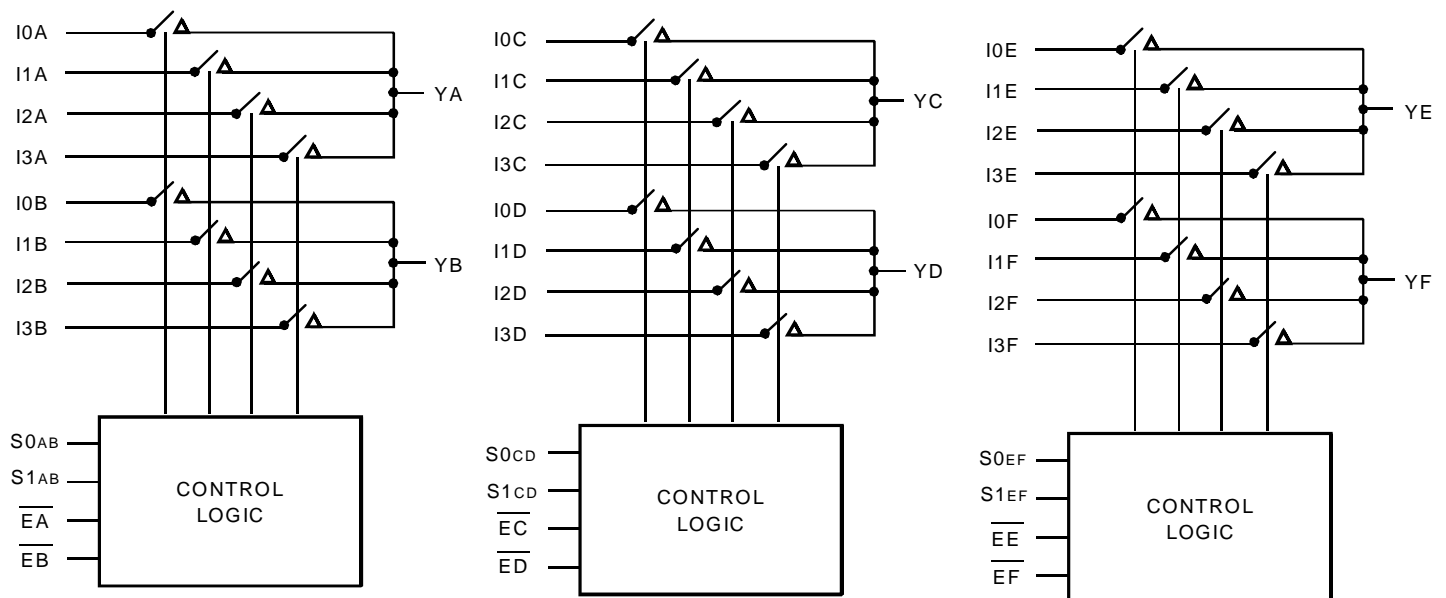 I0A
I1A
I2A
I3A
I0B
I1B
I2B
I3B
YA
YB
S0AB
S1AB
EA
EB
CONTROL
LOGIC
I0C
I1C
I2C
I3C
I0D
I1D
I2D
I3D
YC
YD
S0CD
S1CD
EC
ED
CONTROL
LOGIC
I0E
I1E
I2E
I3E
I0F
I1F
I2F
I3F
YE
YF
S0EF
S1EF
EE
EF
CONTROL
LOGIC